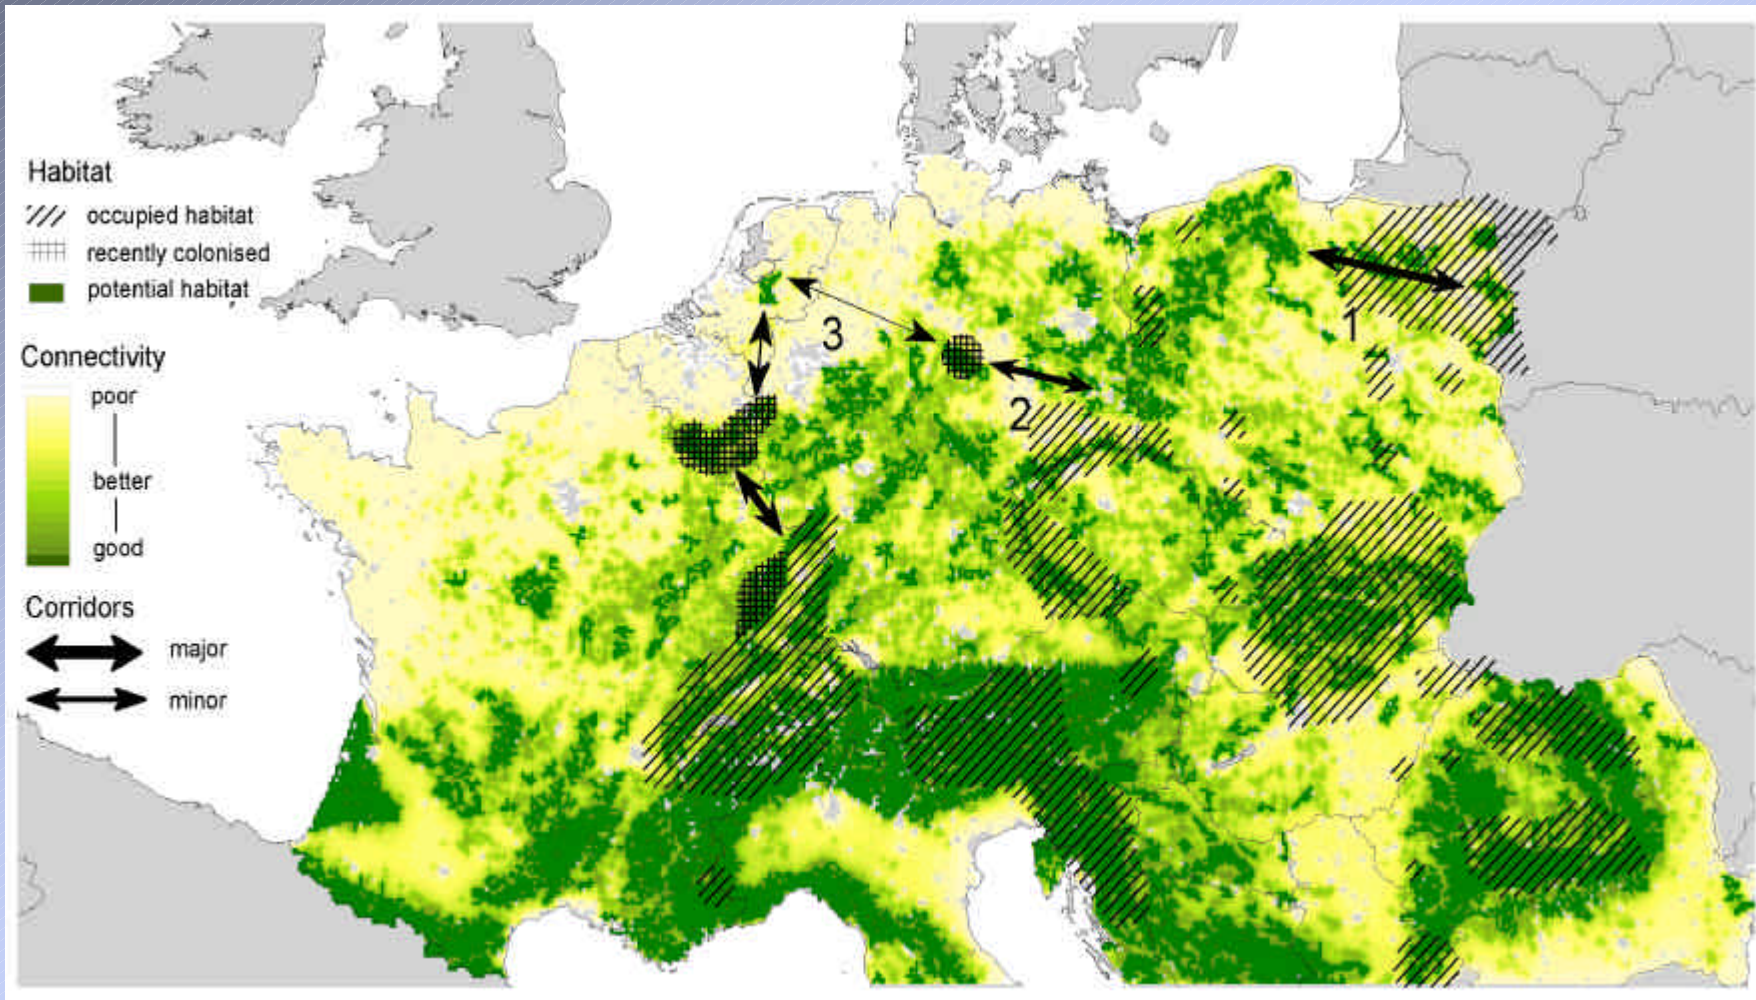 Habitat
occupied habitat
recently colonised
potential habitat
Connectivity
poor
better
good
Corridors
major
minor
1
2
3